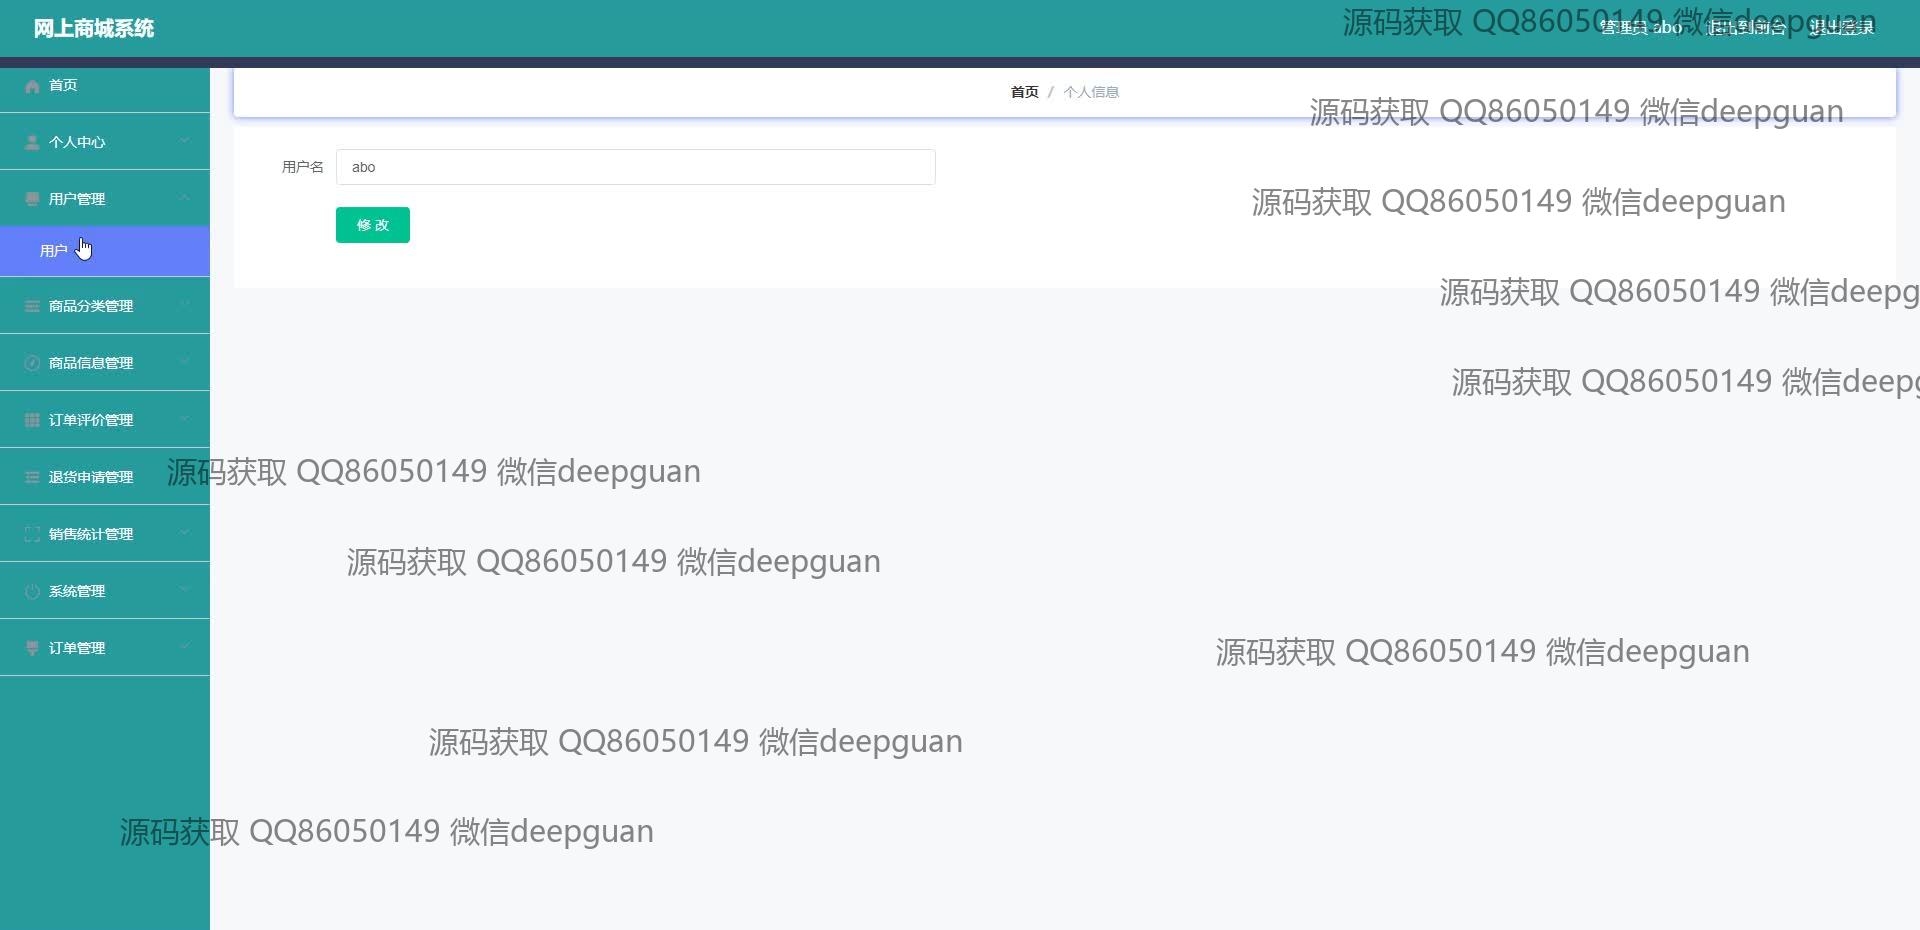 网上商城系统
源码获取 QQ86050149 微信deepguan
管理员 abo 退出到前台 退出登录
首页
首页 / 个人信息
源码获取 QQ86050149 微信deepguan
个人中心
用户名 abo
用户管理
源码获取 QQ86050149 微信deepguan
修 改
用户
源码获取 QQ86050149 微信deepg
商品分类管理
商品信息管理
源码获取 QQ86050149 微信deepg
订单评价管理
退货申请管理
源码获取 QQ86050149 微信deepguan
销售统计管理
源码获取 QQ86050149 微信deepguan
系统管理
订单管理
源码获取 QQ86050149 微信deepguan
源码获取 QQ86050149 微信deepguan
源码获取 QQ86050149 微信deepguan